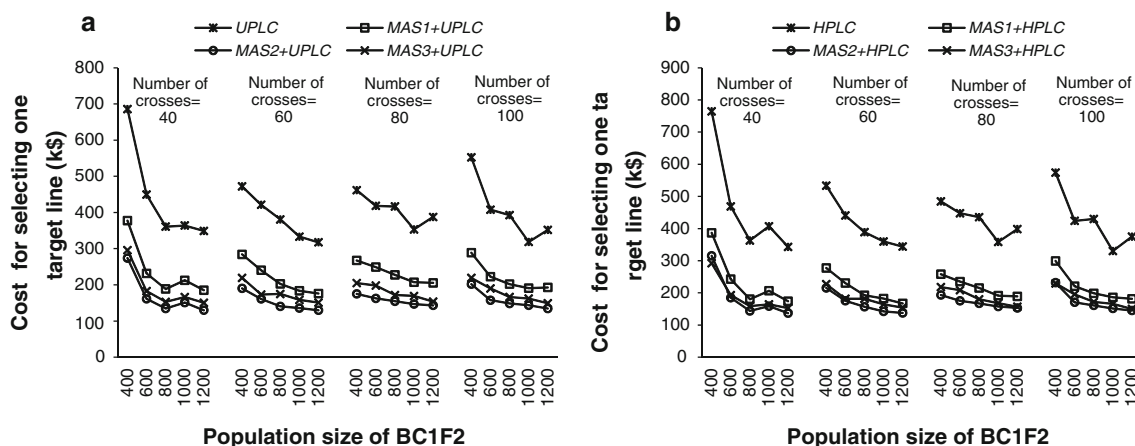 a
UPLC MAS1+UPLC
MAS2+UPLC MAS3+UPLC
Cost for selecting one
target line (k$)
800
700
600
500
400
300
200
100
0
Number of
crosses=
40
Number of
crosses=
60
Number of
crosses=
80
Number of
crosses=
100
400 600 800 1000 1200 400 600 800 1000 1200 400 600 800 1000 1200 400 600 800 1000 1200
Population size of BC1F2
b
HPLC MAS1+HPLC
MAS2+HPLC MAS3+HPLC
Cost for selecting one ta
rget line (k$)
900
800
700
600
500
400
300
200
100
0
Number of
crosses=
40
Number of
crosses=
60
Number of
crosses=
80
Number of
crosses=
100
400 600 800 1000 1200 400 600 800 1000 1200 400 600 800 1000 1200 400 600 800 1000 1200
Population size of BC1F2